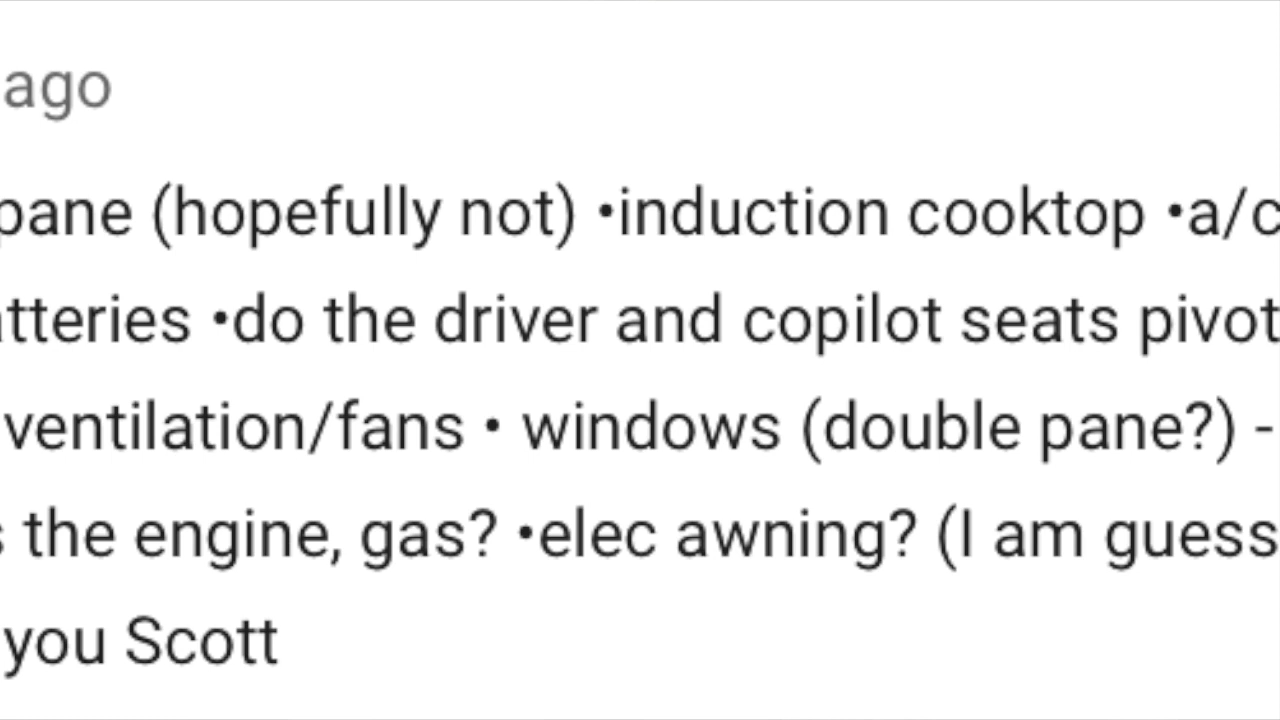 ago
pane (hopefully not) •induction cooktop •a/c
atteries •do the driver and copilot seats pivot
ventilation/fans • windows (double pane?) -
s the engine, gas? •elec awning? (I am guess
you Scott